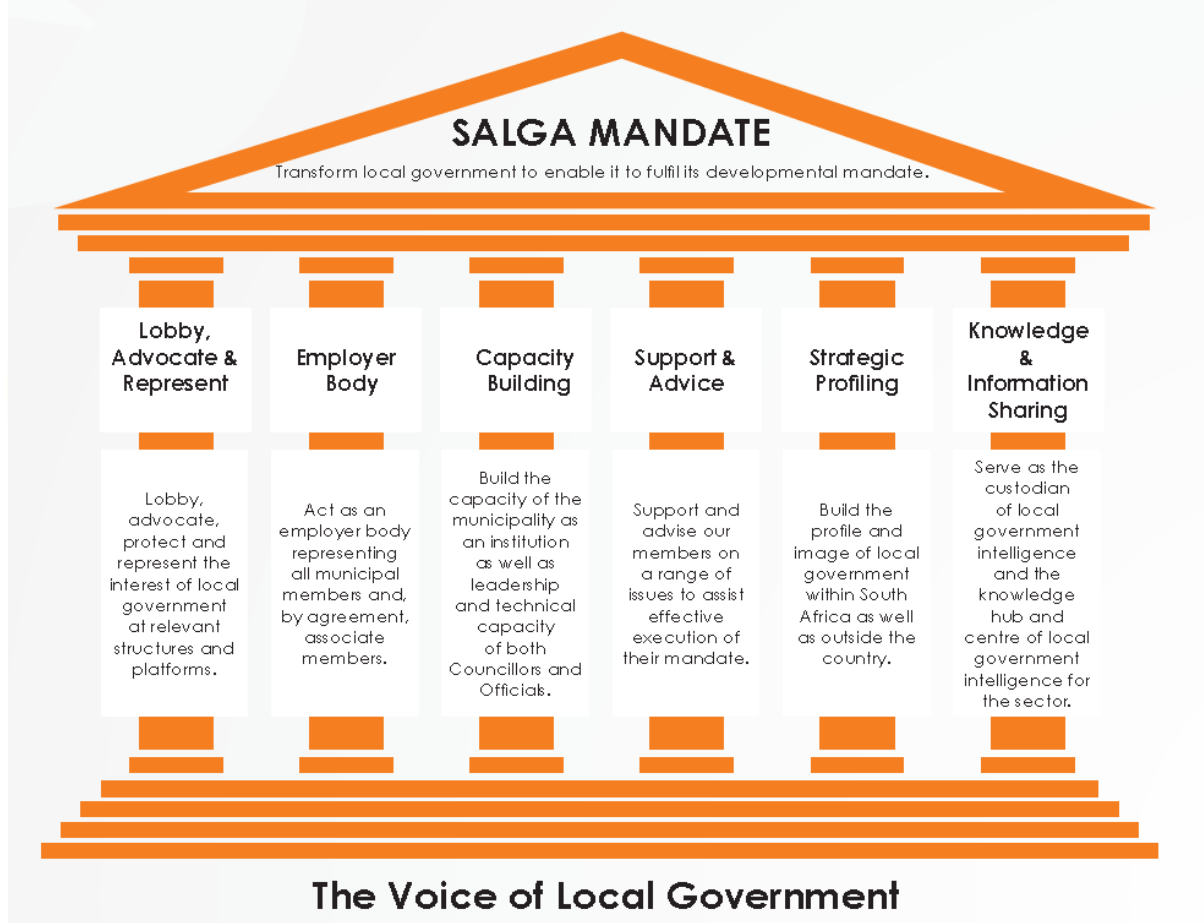 SALGA MANDATE
Transform local government to enable it to fulfil its developmental mandate.
Lobby,
Advocate &
Represent
Lobby,
advocate,
protect and
represent the
interest of local
government
at relevant
structures and
platforms.
Employer
Body
Act as an
employer body
representing
all municipal
members and,
by agreement,
associate
members.
Capacity
Building
Build the
capacity of the
municipality as
an institution
as well as
leadership
and technical
capacity
of both
Councillors and
Officials.
Support &
Advice
Support and
advise our
members on
a range of
issues to assist
effective
execution of
their mandate.
Strategic
Profiling
Build the
profile and
image of local
government
within South
Africa as well
as outside the
country.
Knowledge
&
Information
Sharing
Serve as the
custodian
of local
government
intelligence
and the
knowledge
hub and
centre of local
government
intelligence for
the sector.
The Voice of Local Government